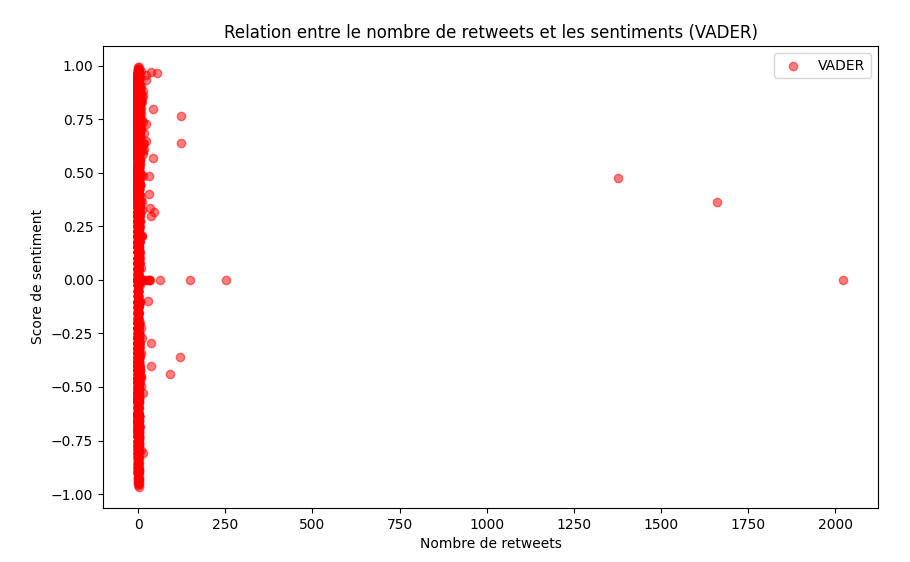 Relation entre le nombre de retweets et les sentiments (VADER)
VADER
1.00
0.75
0.50
0.25
0.00
−0.25
−0.50
−0.75
−1.00
Score de sentiment
0 250 500 750 1000 1250 1500 1750 2000
Nombre de retweets